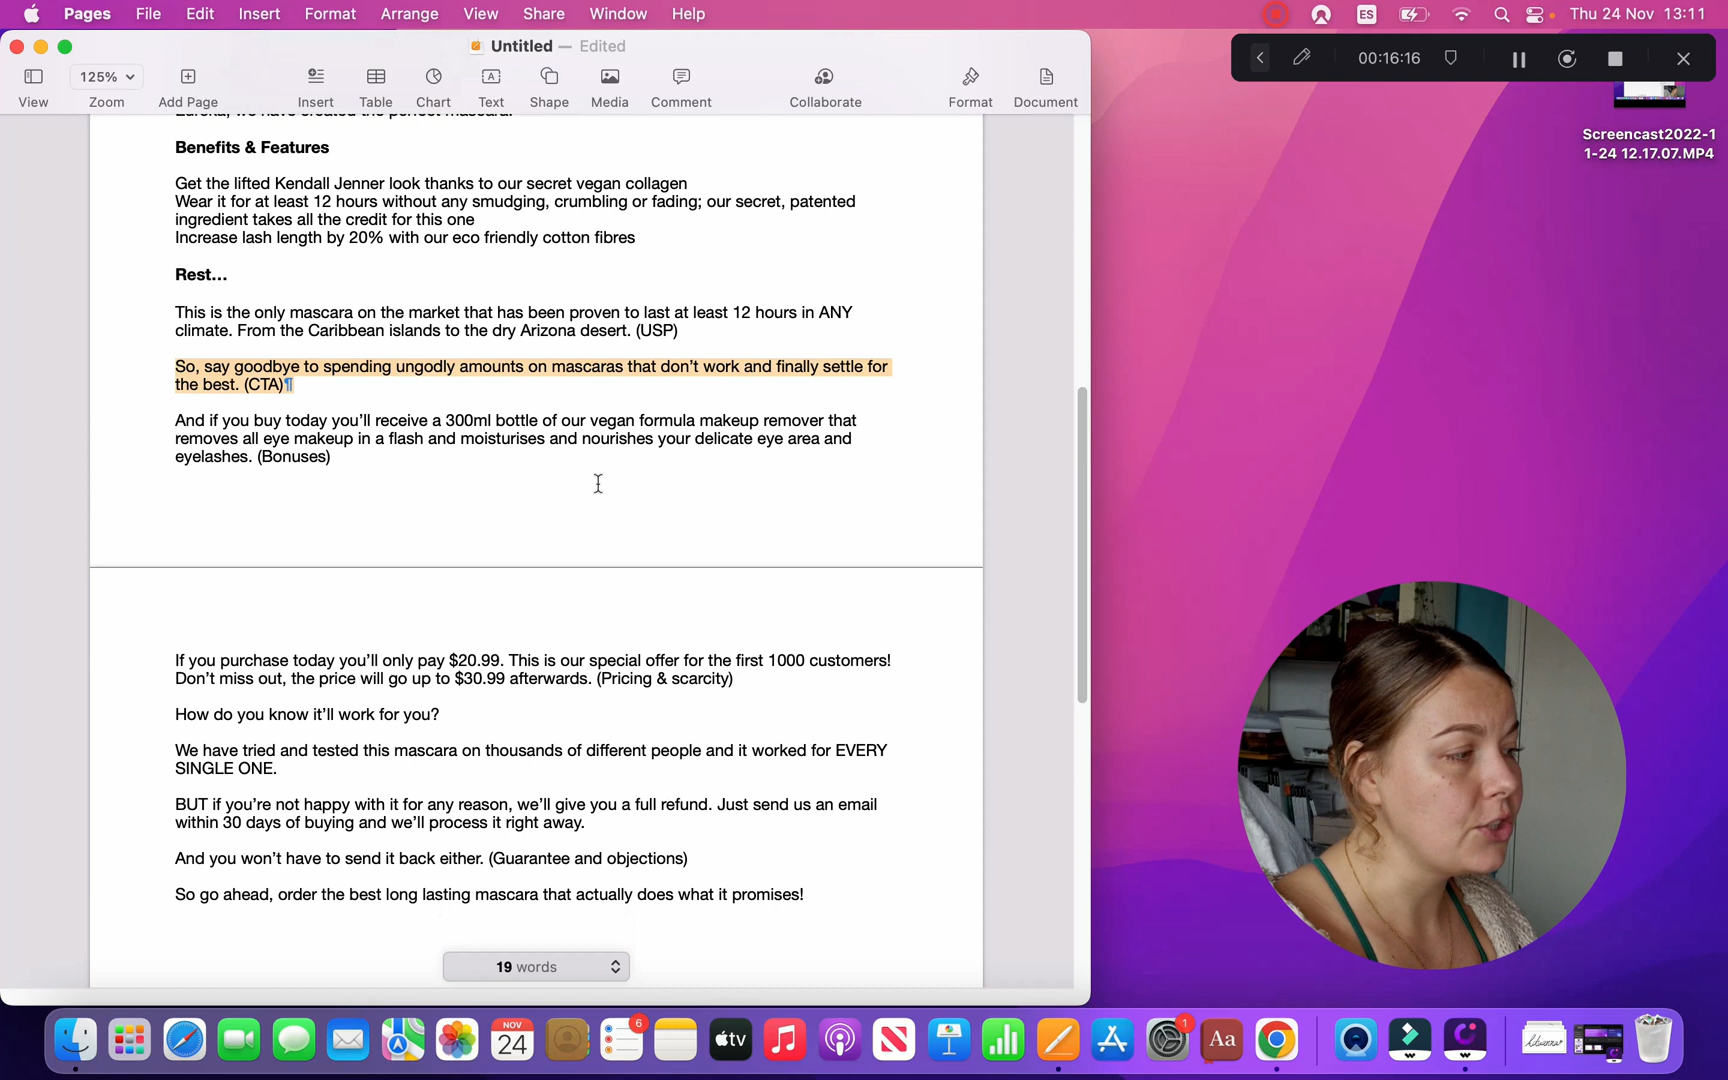 Pages File Edit Insert Format Arrange View Share Window Help
ES
Thu 24 Nov 13:11
Untitled — Edited
125%
00:16:16
View Zoom Add Page Insert Table Chart Text Shape Media Comment Collaborate Format Document
Screencast2022-1
1-24 12.17.07.MP4
Eureka, we have created the perfect mascara.
Benefits & Features
Get the lifted Kendall Jenner look thanks to our secret vegan collagen
Wear it for at least 12 hours without any smudging, crumbling or fading; our secret, patented
ingredient takes all the credit for this one
Increase lash length by 20% with our eco friendly cotton fibres
Rest…
This is the only mascara on the market that has been proven to last at least 12 hours in ANY
climate. From the Caribbean islands to the dry Arizona desert. (USP)
So, say goodbye to spending ungodly amounts on mascaras that don’t work and finally settle for
the best. (CTA)¶
And if you buy today you’ll receive a 300ml bottle of our vegan formula makeup remover that
removes all eye makeup in a flash and moisturises and nourishes your delicate eye area and
eyelashes. (Bonuses)
If you purchase today you’ll only pay $20.99. This is our special offer for the first 1000 customers!
Don’t miss out, the price will go up to $30.99 afterwards. (Pricing & scarcity)
How do you know it’ll work for you?
We have tried and tested this mascara on thousands of different people and it worked for EVERY
SINGLE ONE.
BUT if you’re not happy with it for any reason, we’ll give you a full refund. Just send us an email
within 30 days of buying and we’ll process it right away.
And you won’t have to send it back either. (Guarantee and objections)
So go ahead, order the best long lasting mascara that actually does what it promises!
19 words
NOV
24
6
tv
1
Aa